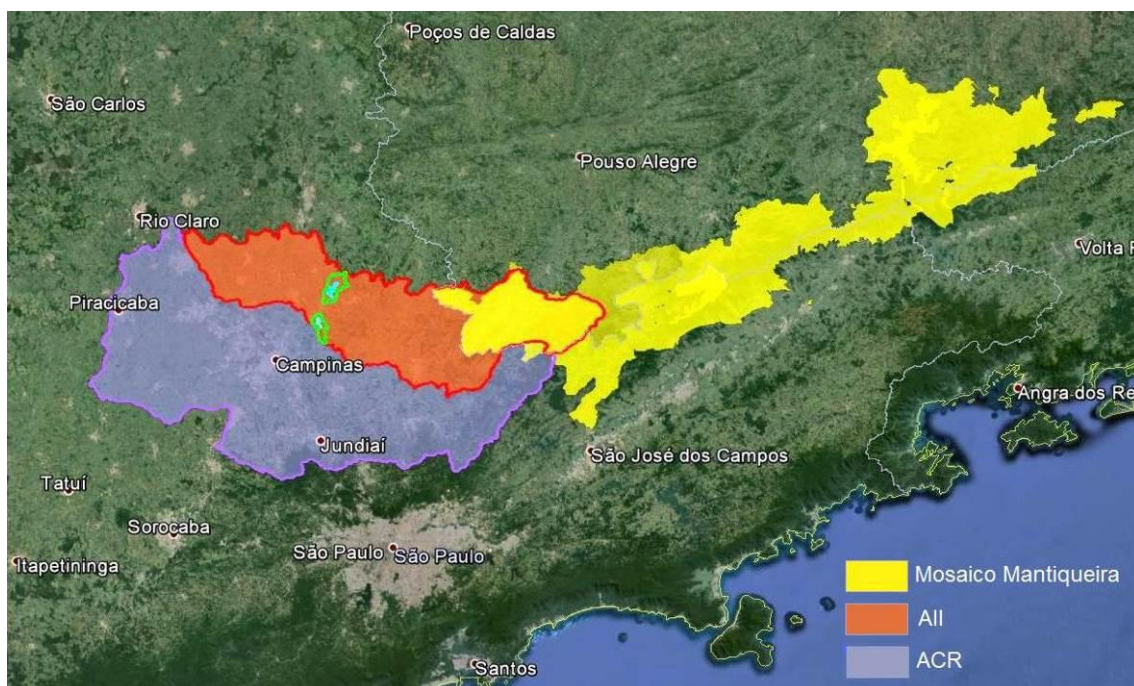 Poços de Caldas
São Carlos
Pouso Alegre
Rio Claro
Volta R
Piracicaba
Campinas
Angra dos Re
Jundiaí
São José dos Campos
Tatuí
Sorocaba
São Paulo
São Paulo
Itapetininga
Mosaico Mantiqueira
AII
ACR
Santos